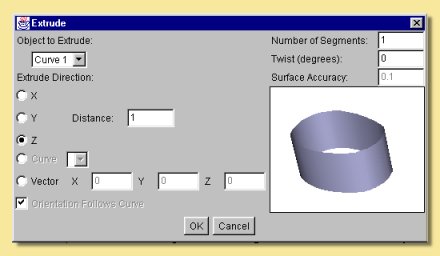 Extrude
Object to Extrude:
Curve 1
Extrude Direction:
X
Y Distance: 1
Z
Curve
Vector X 0 Y 0 Z 0
Orientation Follows Curve
Number of Segments: 1
Twist (degrees): 0
Surface Accuracy: 0.1
OK Cancel